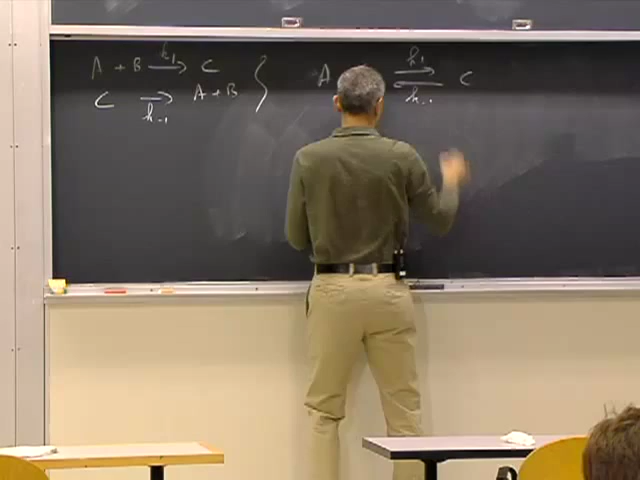 A + B →k₁ C } A k₁ ⇌ k₋₁ C
C →k₋₁ A + B